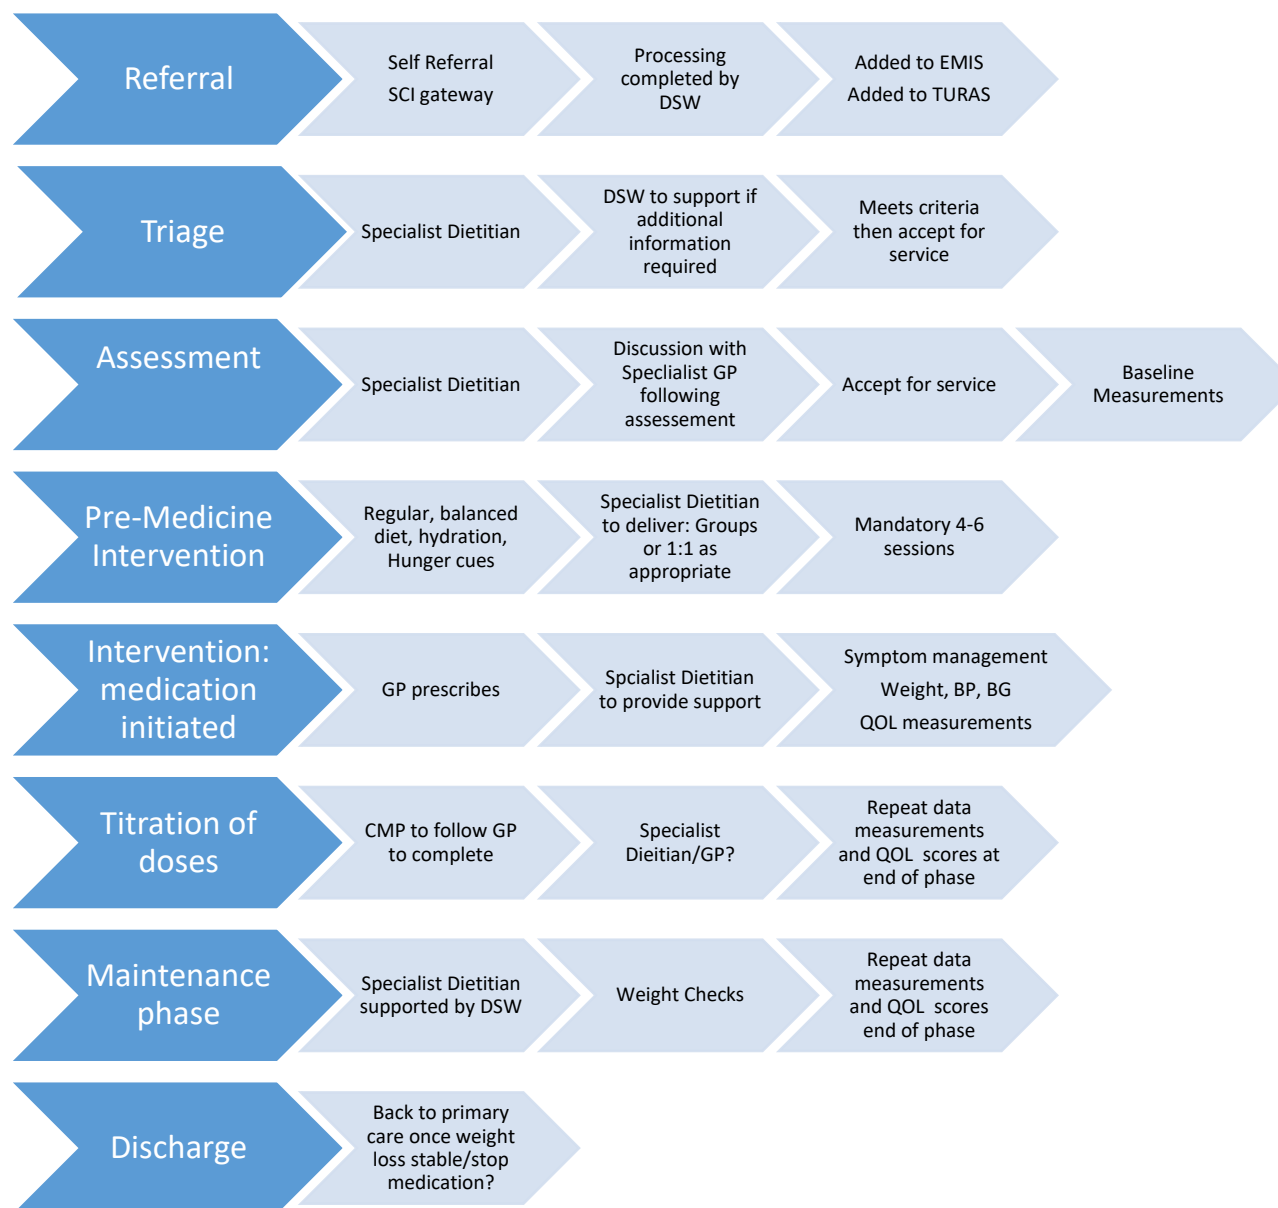 Referral
Self Referral
SCI gateway
Processing
completed by
DSW
Added to EMIS
Added to TURAS
Triage
Specialist Dietitian
DSW to support if
additional
information
required
Meets criteria
then accept for
service
Assessment
Specialist Dietitian
Discussion with
Speclialist GP
following
assessement
Accept for service
Baseline
Measurements
Pre-Medicine
Intervention
Regular, balanced
diet, hydration,
Hunger cues
Specialist Dietitian
to deliver: Groups
or 1:1 as
appropriate
Mandatory 4-6
sessions
Intervention:
medication
initiated
GP prescribes
Spcialist Dietitian
to provide support
Symptom management
Weight, BP, BG
QOL measurements
Titration of
doses
CMP to follow GP
to complete
Specialist
Dieitian/GP?
Repeat data
measurements
and QOL scores at
end of phase
Maintenance
phase
Specialist Dietitian
supported by DSW
Weight Checks
Repeat data
measurements
and QOL scores
end of phase
Discharge
Back to primary
care once weight
loss stable/stop
medication?